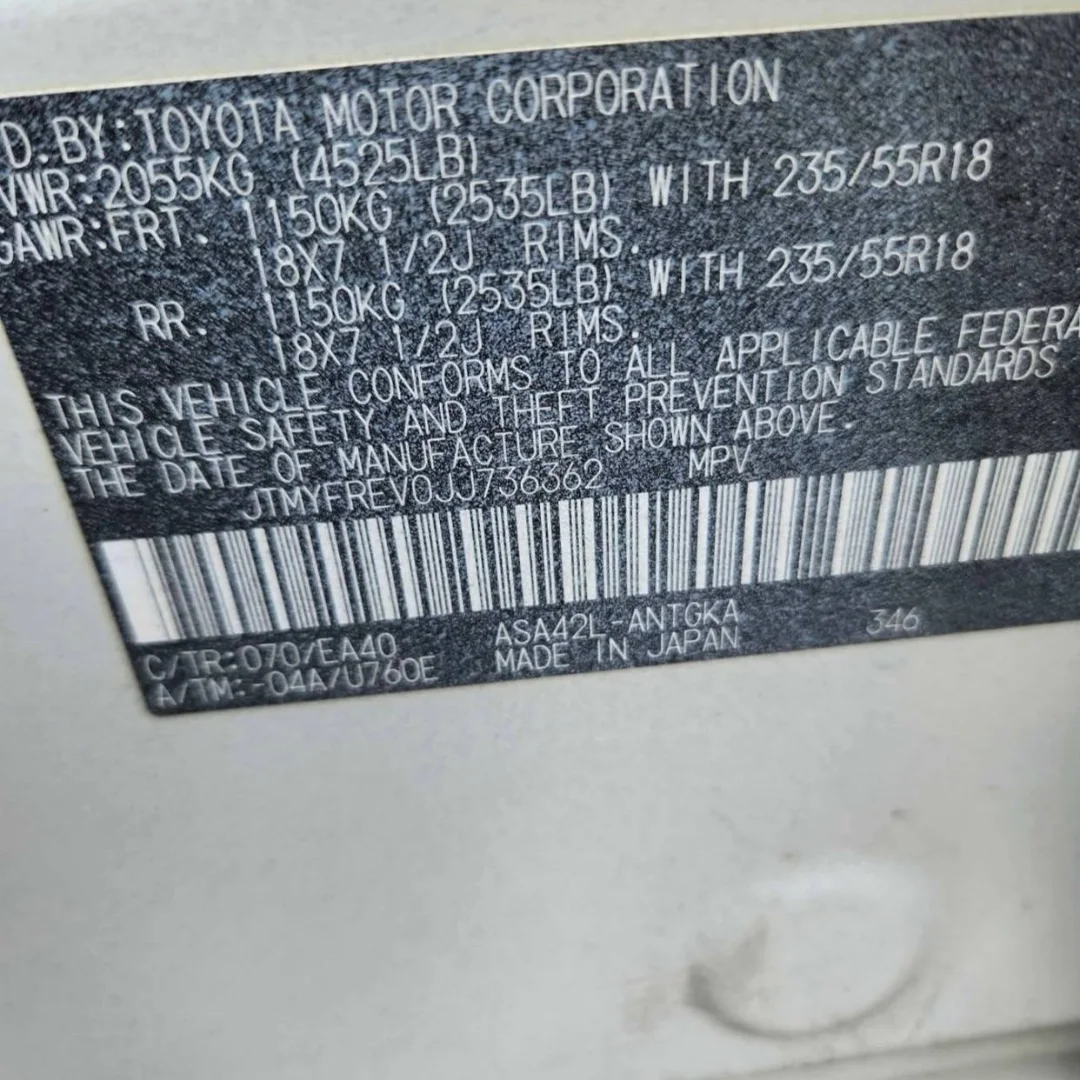 D.BY:TOYOTA MOTOR CORPORATION
VWR:2055KG (4525LB)
GAWR:FRT. 1150KG (2535LB) WITH 235/55R18
18X7 1/2J RIMS.
RR. 1150KG (2535LB) WITH 235/55R18
18X7 1/2J RIMS.
THIS VEHICLE CONFORMS TO ALL APPLICABLE FEDERA
VEHICLE SAFETY AND THEFT PREVENTION STANDARDS
THE DATE OF MANUFACTURE SHOWN ABOVE.
JTMYFREV0JJ736362 MPV
C/TR:070/EA40 ASA42L-ANTGKA 346
A/TM:-04A/U760E MADE IN JAPAN